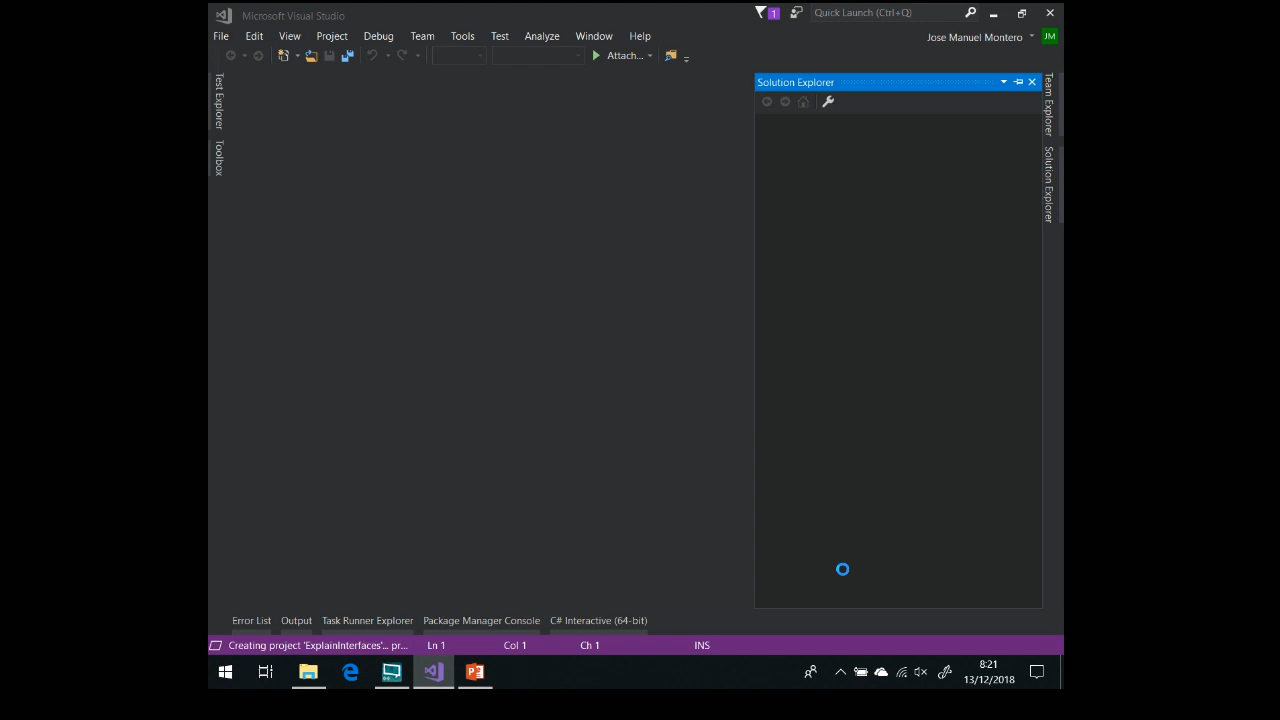 Microsoft Visual Studio
1
Quick Launch (Ctrl+Q)
File Edit View Project Debug Team Tools Test Analyze Window Help
Jose Manuel Montero
JM
Attach...
Test Explorer
Toolbox
Solution Explorer
Team Explorer
Solution Explorer
Error List Output Task Runner Explorer Package Manager Console C# Interactive (64-bit)
Creating project 'ExplainInterfaces'... pr... Ln 1 Col 1 Ch 1 INS
8:21
13/12/2018